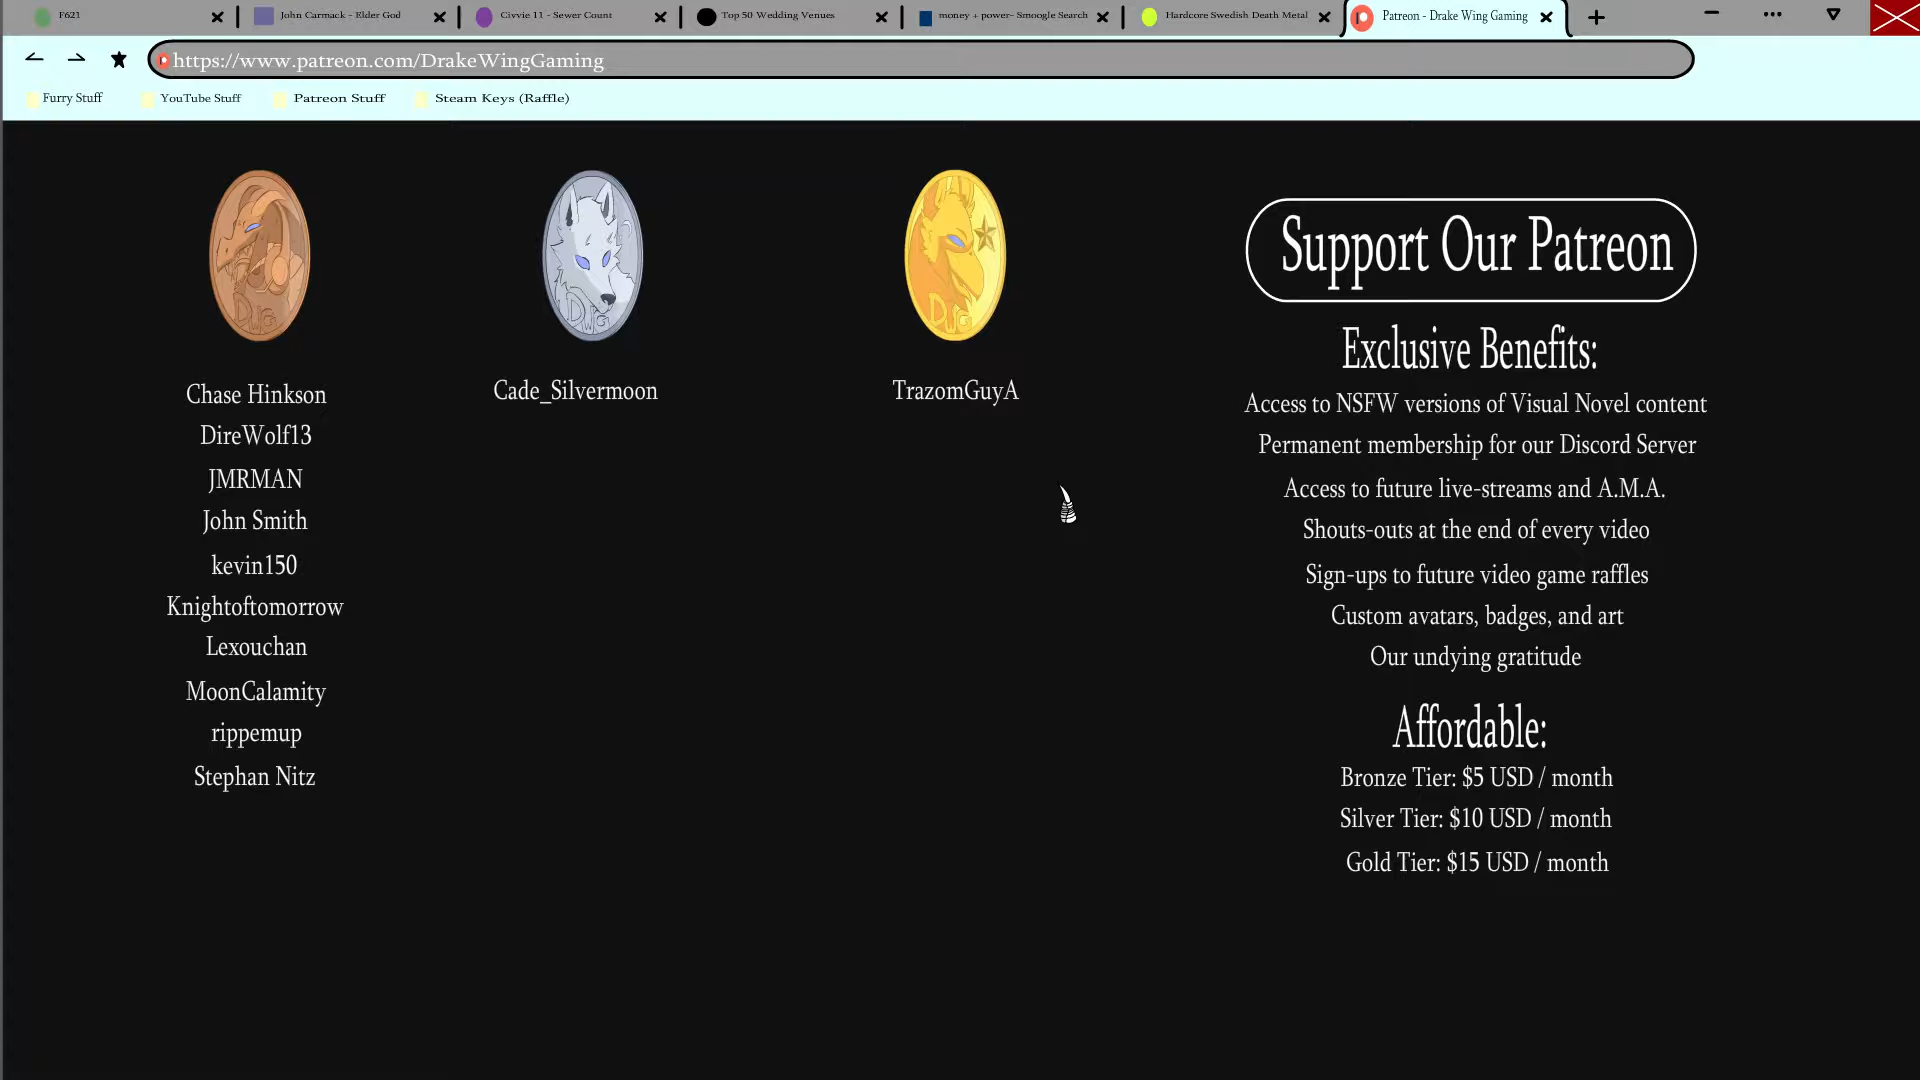 F621
John Carmack - Elder God
Civvie 11 - Sewer Count
Top 50 Wedding Venues
money + power- Smoogle Search
Hardcore Swedish Death Metal
Patreon - Drake Wing Gaming
https://www.patreon.com/DrakeWingGaming
Furry Stuff
YouTube Stuff
Patreon Stuff
Steam Keys (Raffle)
DWG
DWG
DWG
Chase Hinkson
DireWolf13
JMRMAN
John Smith
kevin150
Knightoftomorrow
Lexouchan
MoonCalamity
rippemup
Stephan Nitz
Cade_Silvermoon
TrazomGuyA
Support Our Patreon
Exclusive Benefits:
Access to NSFW versions of Visual Novel content
Permanent membership for our Discord Server
Access to future live-streams and A.M.A.
Shouts-outs at the end of every video
Sign-ups to future video game raffles
Custom avatars, badges, and art
Our undying gratitude
Affordable:
Bronze Tier: $5 USD / month
Silver Tier: $10 USD / month
Gold Tier: $15 USD / month